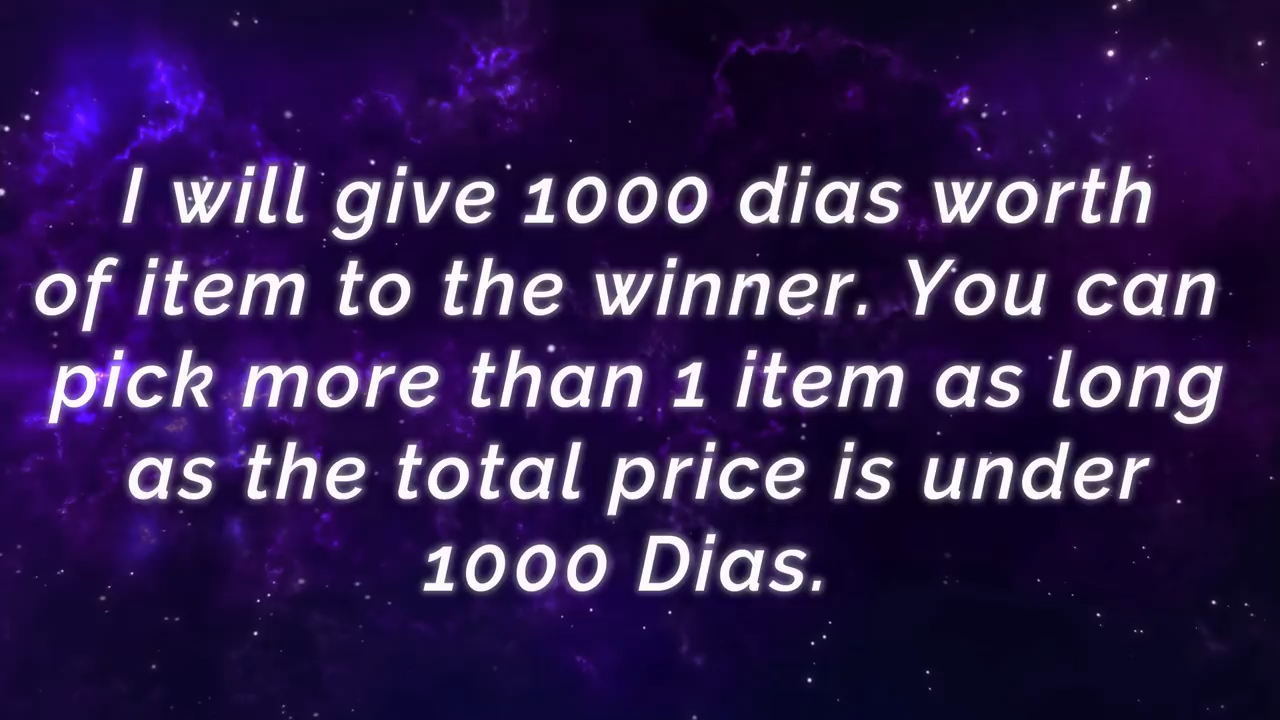 I will give 1000 dias worth
of item to the winner. You can
pick more than 1 item as long
as the total price is under
1000 Dias.